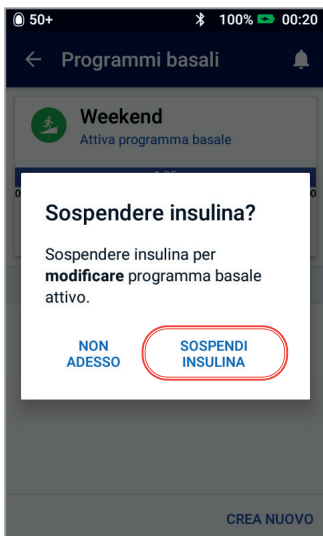 50+ 100% 00:20
Programmi basali
Weekend
Attiva programma basale
Sospendere insulina?
Sospendere insulina per
modificare programma basale
attivo.
NON
ADESSO
SOSPENDI
INSULINA
CREA NUOVO